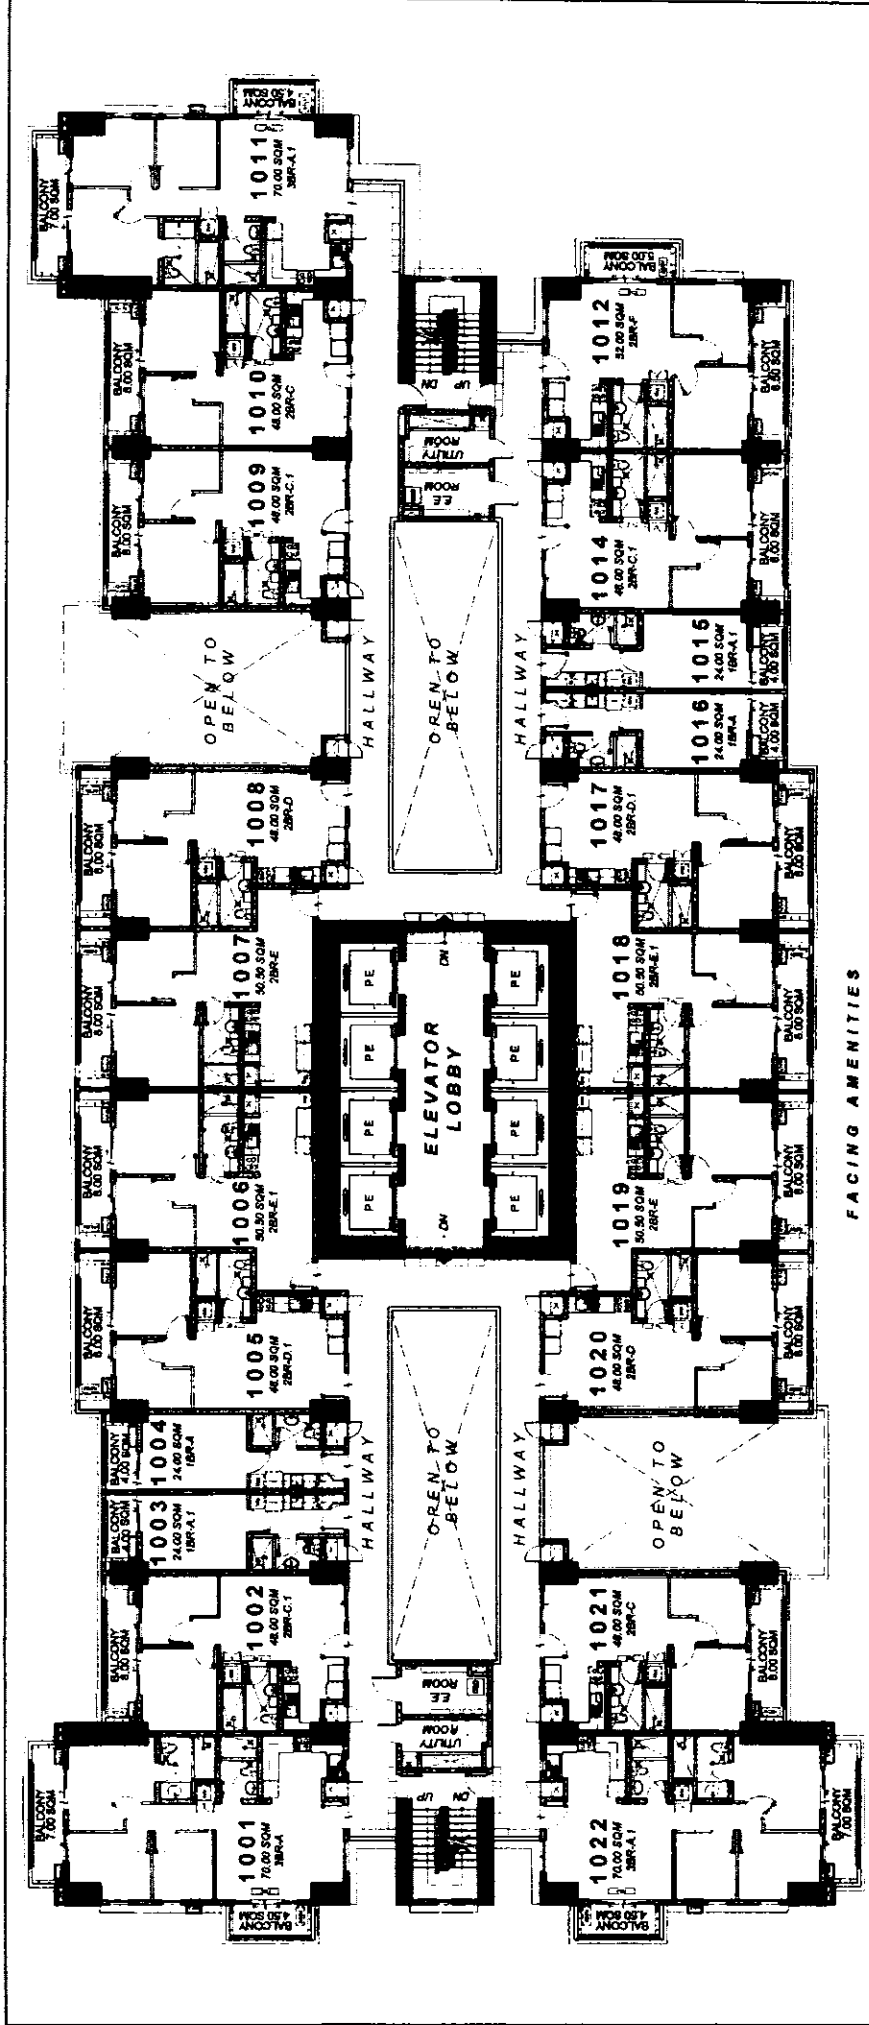 BALCONY
7.00 SQM
BALCONY
4.50 SQM
1011
70.00 SQM
3BR-A.1
BALCONY
8.00 SQM
1010
48.00 SQM
2BR-C
BALCONY
8.00 SQM
1009
48.00 SQM
2BR-C.1
OPEN TO
BELOW
HALLWAY
BALCONY
8.00 SQM
1008
48.00 SQM
2BR-D
BALCONY
8.00 SQM
1007
50.50 SQM
2BR-E
BALCONY
8.00 SQM
1006
50.50 SQM
2BR-E.1
BALCONY
8.00 SQM
1005
48.00 SQM
2BR-D.1
BALCONY
4.00 SQM
1004
24.00 SQM
1BR-A
BALCONY
4.00 SQM
1003
24.00 SQM
1BR-A.1
HALLWAY
BALCONY
8.00 SQM
1002
48.00 SQM
2BR-C.1
BALCONY
7.00 SQM
1001
70.00 SQM
3BR-A
BALCONY
4.50 SQM
UP
DN
UTILITY
ROOM
E.E.
ROOM
OPEN TO
BELOW
ELEVATOR
LOBBY
DN
DN
PE
PE
PE
PE
PE
PE
PE
PE
OPEN TO
BELOW
E.E.
ROOM
UTILITY
ROOM
UP
DN
BALCONY
5.00 SQM
1012
52.00 SQM
2BR-F
BALCONY
6.50 SQM
1014
48.00 SQM
2BR-C.1
BALCONY
8.00 SQM
HALLWAY
1015
24.00 SQM
1BR-A.1
BALCONY
4.00 SQM
1016
24.00 SQM
1BR-A
BALCONY
4.00 SQM
1017
48.00 SQM
2BR-D.1
BALCONY
8.00 SQM
1018
50.50 SQM
2BR-E.1
BALCONY
8.00 SQM
1019
50.50 SQM
2BR-E
BALCONY
8.00 SQM
1020
48.00 SQM
2BR-D
BALCONY
8.00 SQM
HALLWAY
OPEN TO
BELOW
1021
48.00 SQM
2BR-C
BALCONY
8.00 SQM
1022
70.00 SQM
3BR-A.1
BALCONY
4.50 SQM
BALCONY
7.00 SQM
FACING AMENITIES